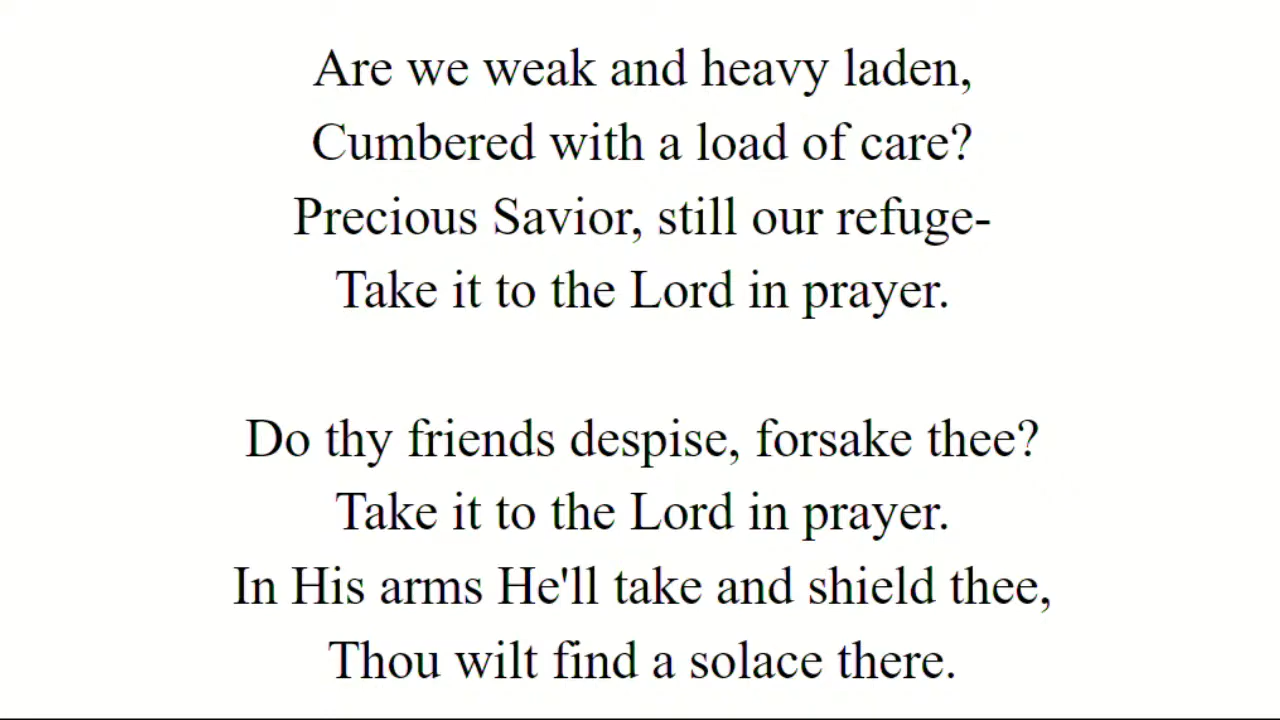 Are we weak and heavy laden,
Cumbered with a load of care?
Precious Savior, still our refuge-
Take it to the Lord in prayer.
Do thy friends despise, forsake thee?
Take it to the Lord in prayer.
In His arms He'll take and shield thee,
Thou wilt find a solace there.